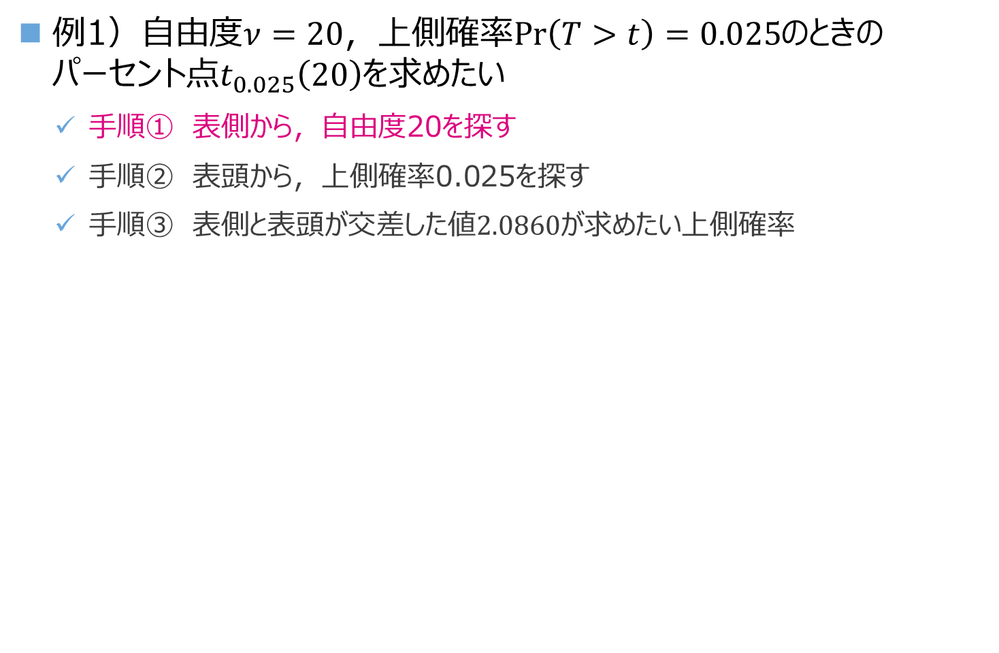 例1）自由度ν = 20，上側確率Pr(T > t) = 0.025のときの
パーセント点t₀.₀₂₅(20)を求めたい
手順①　表側から，自由度20を探す
手順②　表頭から，上側確率0.025を探す
手順③　表側と表頭が交差した値2.0860が求めたい上側確率